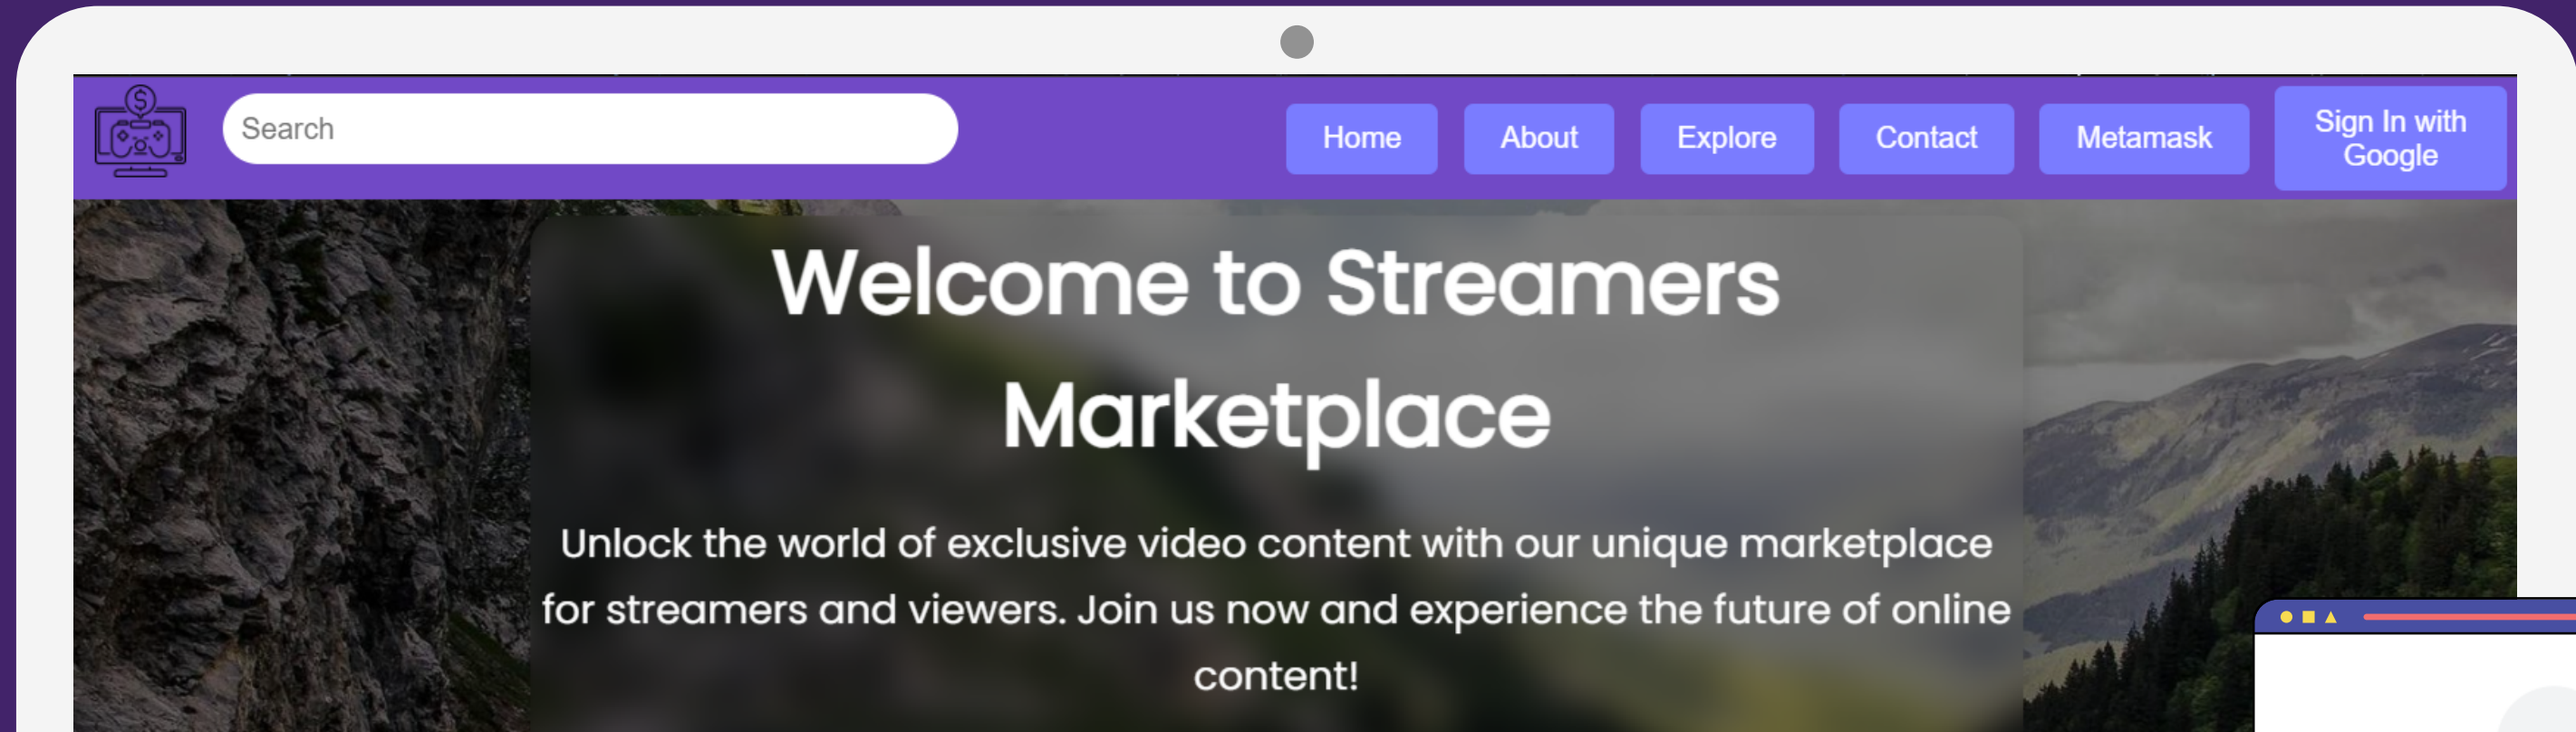 $
Search
Home
About
Explore
Contact
Metamask
Sign In with
Google
Welcome to Streamers
Marketplace
Unlock the world of exclusive video content with our unique marketplace
for streamers and viewers. Join us now and experience the future of online
content!